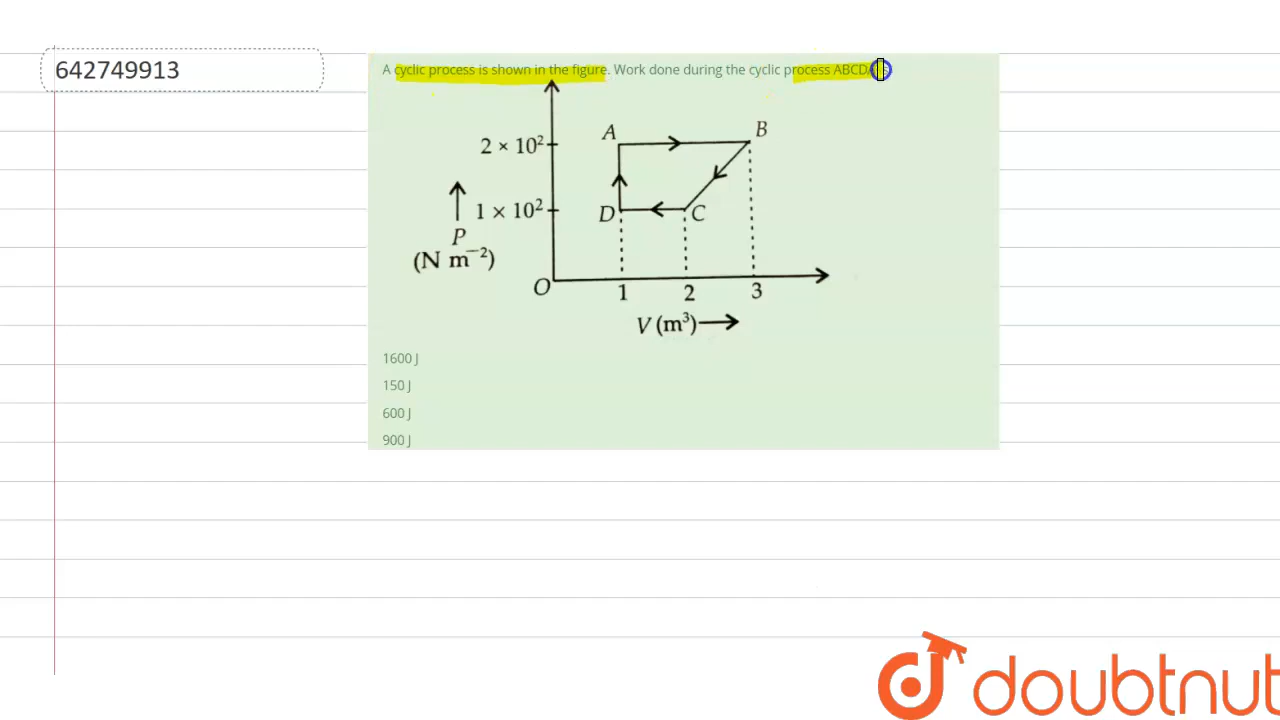 642749913
A cyclic process is shown in the figure. Work done during the cyclic process ABCDA is
A
B
2 × 10²
1 × 10²
D
C
P
(N m⁻²)
O
1 2 3
V (m³)
1600 J
150 J
600 J
900 J
doubtnut